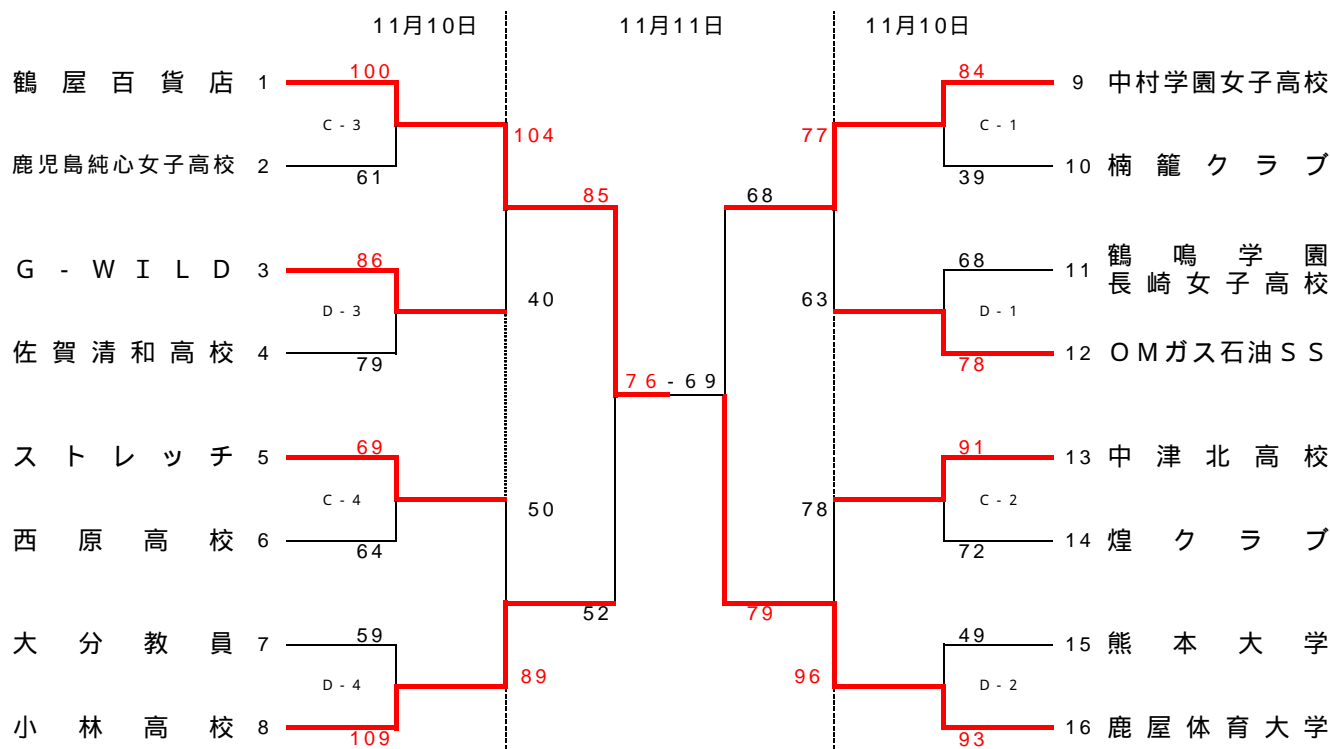 11月10日 11月11日 11月10日
鶴屋百貨店 1 100 104 77 84 9 中村学園女子高校
C-3 C-1
鹿児島純心女子高校 2 61 85 68 39 10 楠籠クラブ
G-WILD 3 86 68 11 鶴鳴学園
長崎女子高校
D-3 40 63 D-1
佐賀清和高校 4 79 78 12 OMガス石油SS
76-69
ストレッチ 5 69 91 13 中津北高校
C-4 50 78 C-2
西原高校 6 64 72 14 煌クラブ
52 79
大分教員 7 59 49 15 熊本大学
D-4 89 96 D-2
小林高校 8 109 93 16 鹿屋体育大学